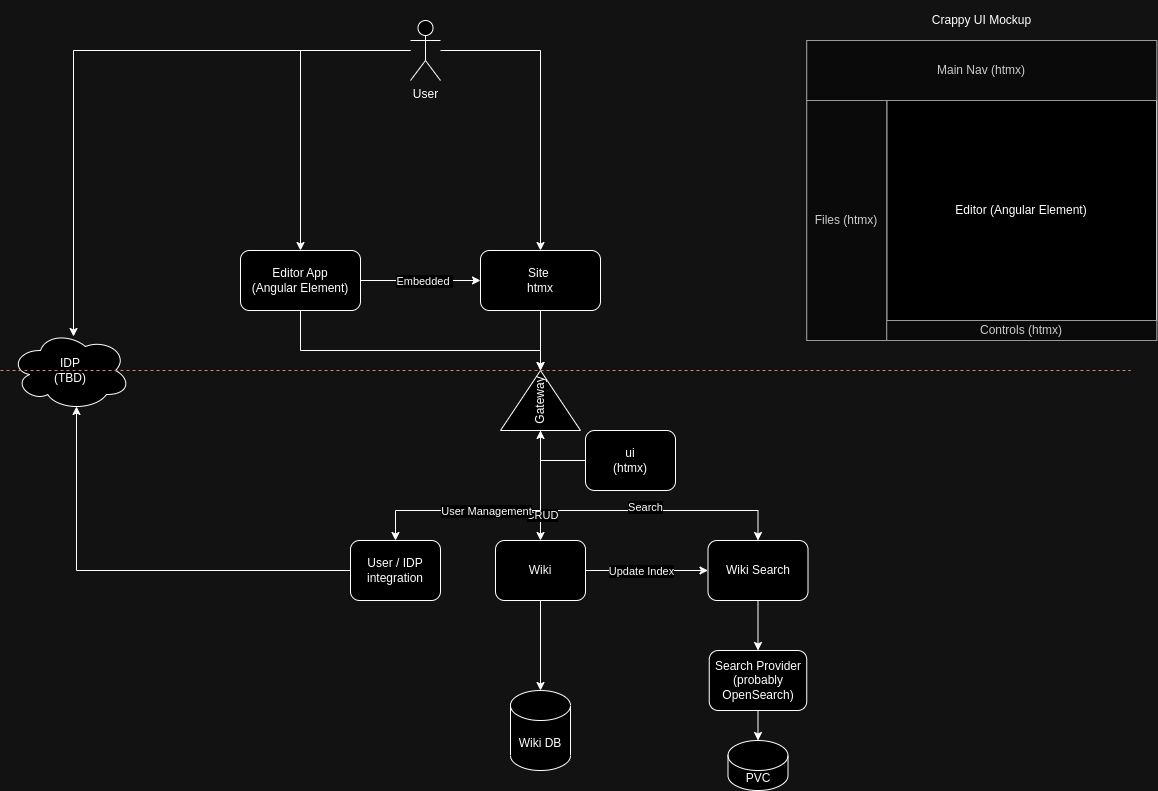 Crappy UI Mockup
Main Nav (htmx)
User
Files (htmx)
Editor (Angular Element)
Controls (htmx)
Editor App
(Angular Element)
Embedded
Site
htmx
IDP
(TBD)
Gateway
ui
(htmx)
User Management
CRUD
Search
User / IDP
integration
Wiki
Update Index
Wiki Search
Search Provider
(probably
OpenSearch)
Wiki DB
PVC